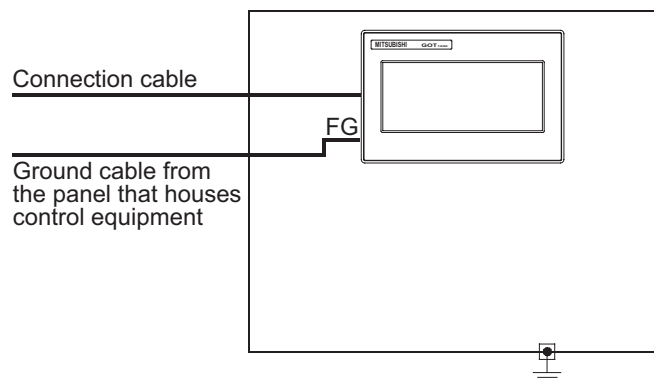 MITSUBISHI GOT
Connection cable
FG
Ground cable from
the panel that houses
control equipment